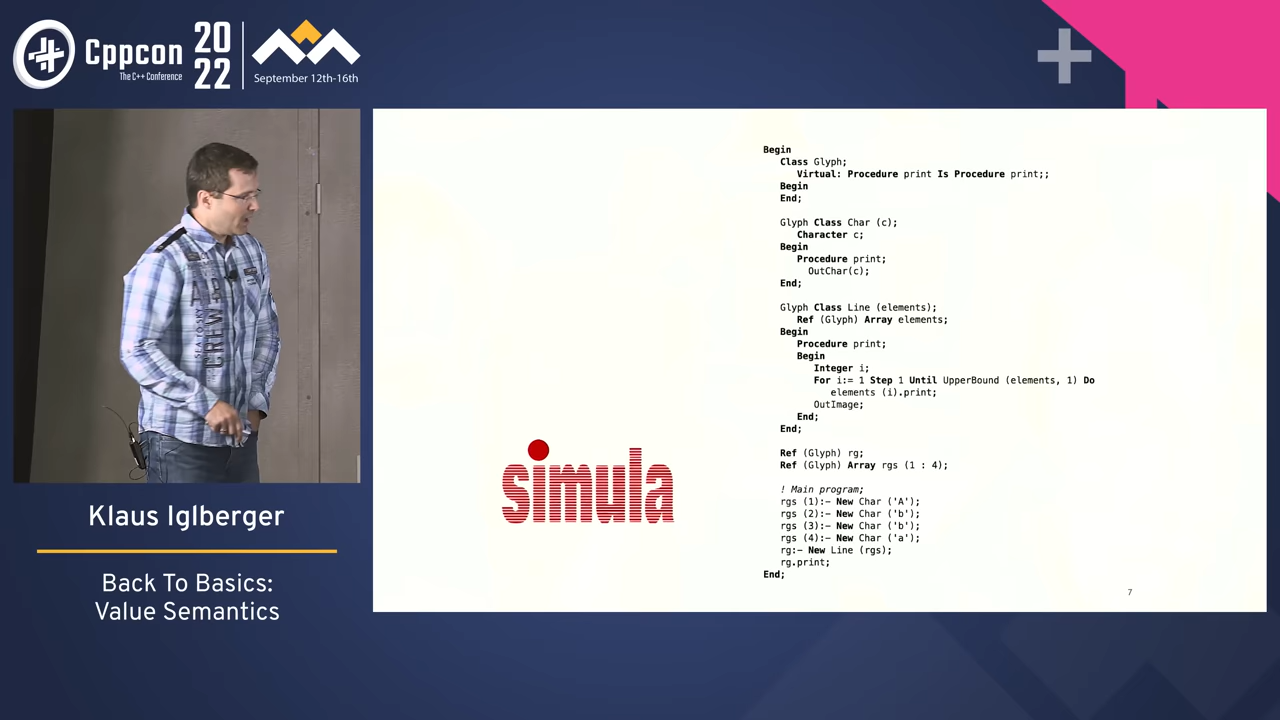 Cppcon
The C++ Conference
20
22
September 12th-16th
CREW
Klaus Iglberger
Back To Basics:
Value Semantics
simula
Begin
Class Glyph;
Virtual: Procedure print Is Procedure print;;
Begin
End;
Glyph Class Char (c);
Character c;
Begin
Procedure print;
OutChar(c);
End;
Glyph Class Line (elements);
Ref (Glyph) Array elements;
Begin
Procedure print;
Begin
Integer i;
For i:= 1 Step 1 Until UpperBound (elements, 1) Do
elements (i).print;
OutImage;
End;
End;
Ref (Glyph) rg;
Ref (Glyph) Array rgs (1 : 4);
! Main program;
rgs (1):- New Char ('A');
rgs (2):- New Char ('b');
rgs (3):- New Char ('b');
rgs (4):- New Char ('a');
rg:- New Line (rgs);
rg.print;
End;
7